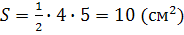 S = 1/2 · 4 · 5 = 10 (см²)